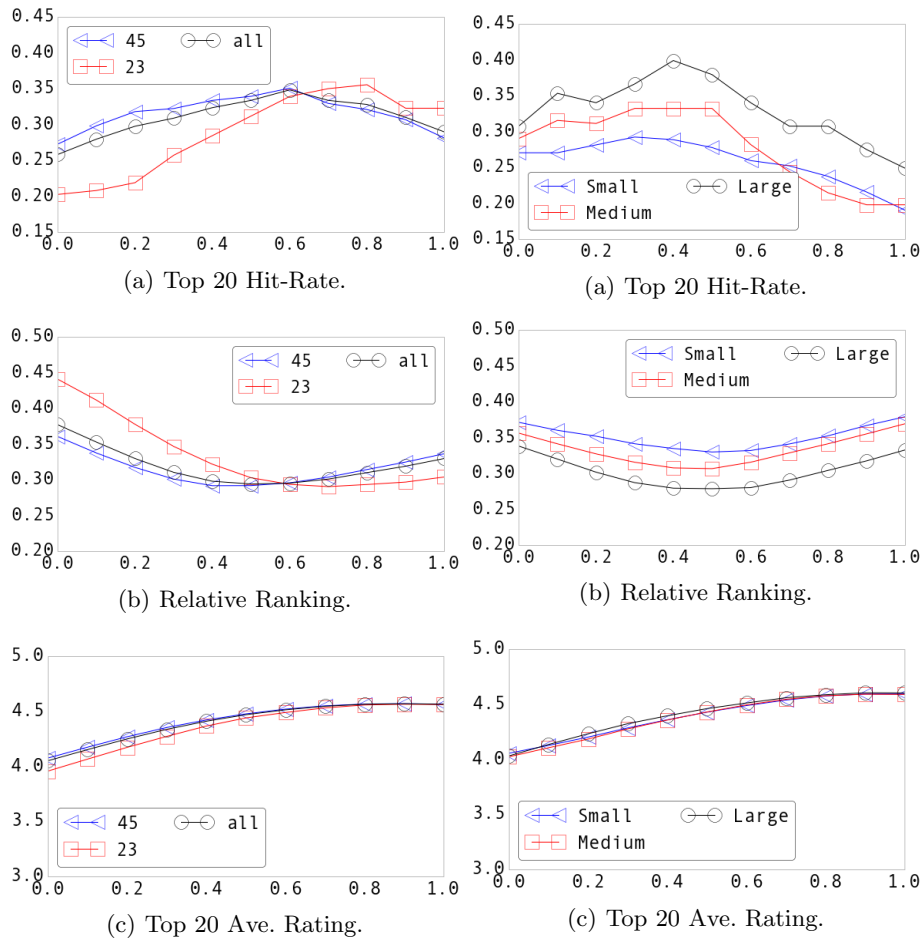 0.45
0.40
0.35
0.30
0.25
0.20
0.15
45 all
23
0.0 0.2 0.4 0.6 0.8 1.0
(a) Top 20 Hit-Rate.
0.45
0.40
0.35
0.30
0.25
0.20
0.15
Small Large
Medium
0.0 0.2 0.4 0.6 0.8 1.0
(a) Top 20 Hit-Rate.
0.50
0.45
0.40
0.35
0.30
0.25
0.20
45 all
23
0.0 0.2 0.4 0.6 0.8 1.0
(b) Relative Ranking.
0.50
0.45
0.40
0.35
0.30
0.25
0.20
Small Large
Medium
0.0 0.2 0.4 0.6 0.8 1.0
(b) Relative Ranking.
5.0
4.5
4.0
3.5
3.0
45 all
23
0.0 0.2 0.4 0.6 0.8 1.0
(c) Top 20 Ave. Rating.
5.0
4.5
4.0
3.5
3.0
Small Large
Medium
0.0 0.2 0.4 0.6 0.8 1.0
(c) Top 20 Ave. Rating.